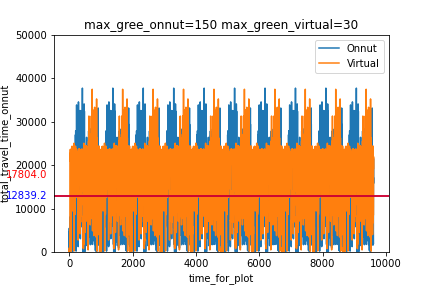 max_gree_onnut=150 max_green_virtual=30
50000
Onnut
Virtual
40000
30000
20000
17804.0
12839.2
10000
0
total_travel_time_onnut
0 2000 4000 6000 8000 10000
time_for_plot